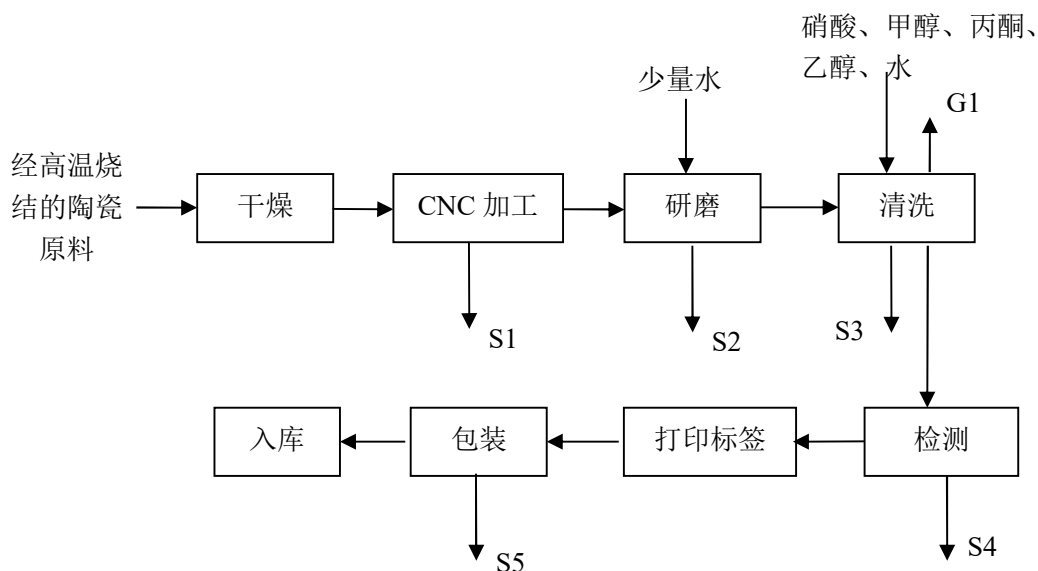 硝酸、甲醇、丙酮、
乙醇、水
少量水
G1
经高温烧
结的陶瓷
原料
干燥
CNC 加工
研磨
清洗
S1
S2
S3
入库
包装
打印标签
检测
S5
S4